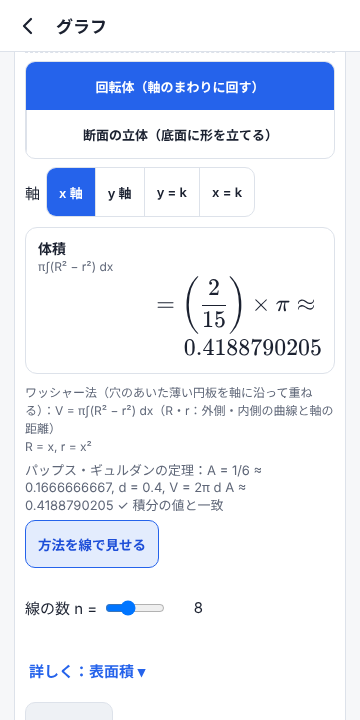 グラフ
回転体（軸のまわりに回す）
断面の立体（底面に形を立てる）
軸 x 軸 y 軸 y = k x = k
体積
π∫(R² − r²) dx
= (2/15) × π ≈
0.4188790205
ワッシャー法（穴のあいた薄い円板を軸に沿って重ね
る）：V = π∫(R² − r²) dx（R・r：外側・内側の曲線と軸の
距離）
R = x, r = x²
パップス・ギュルダンの定理：A = 1/6 ≈
0.1666666667, d = 0.4, V = 2π d A ≈
0.4188790205 ✓ 積分の値と一致
方法を線で見せる
線の数 n = 8
詳しく：表面積 ▾